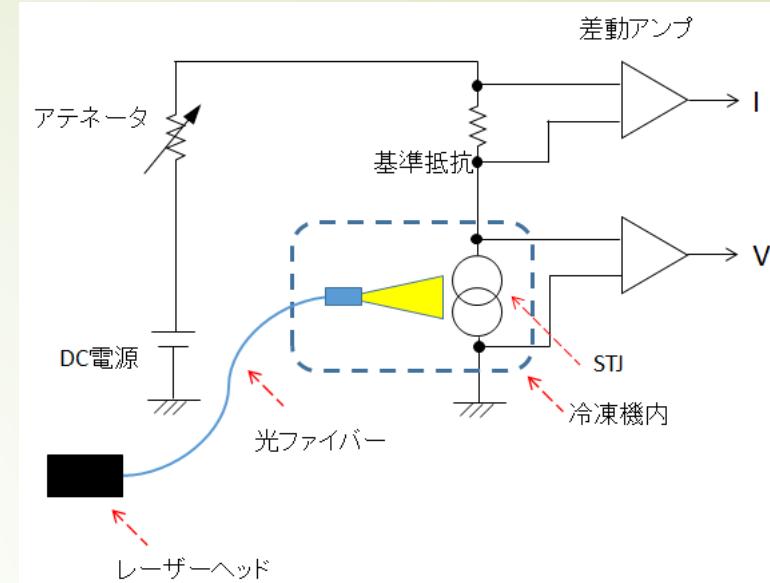 差動アンプ
アテネータ
I
基準抵抗
V
DC電源
STJ
冷凍機内
光ファイバー
レーザーヘッド